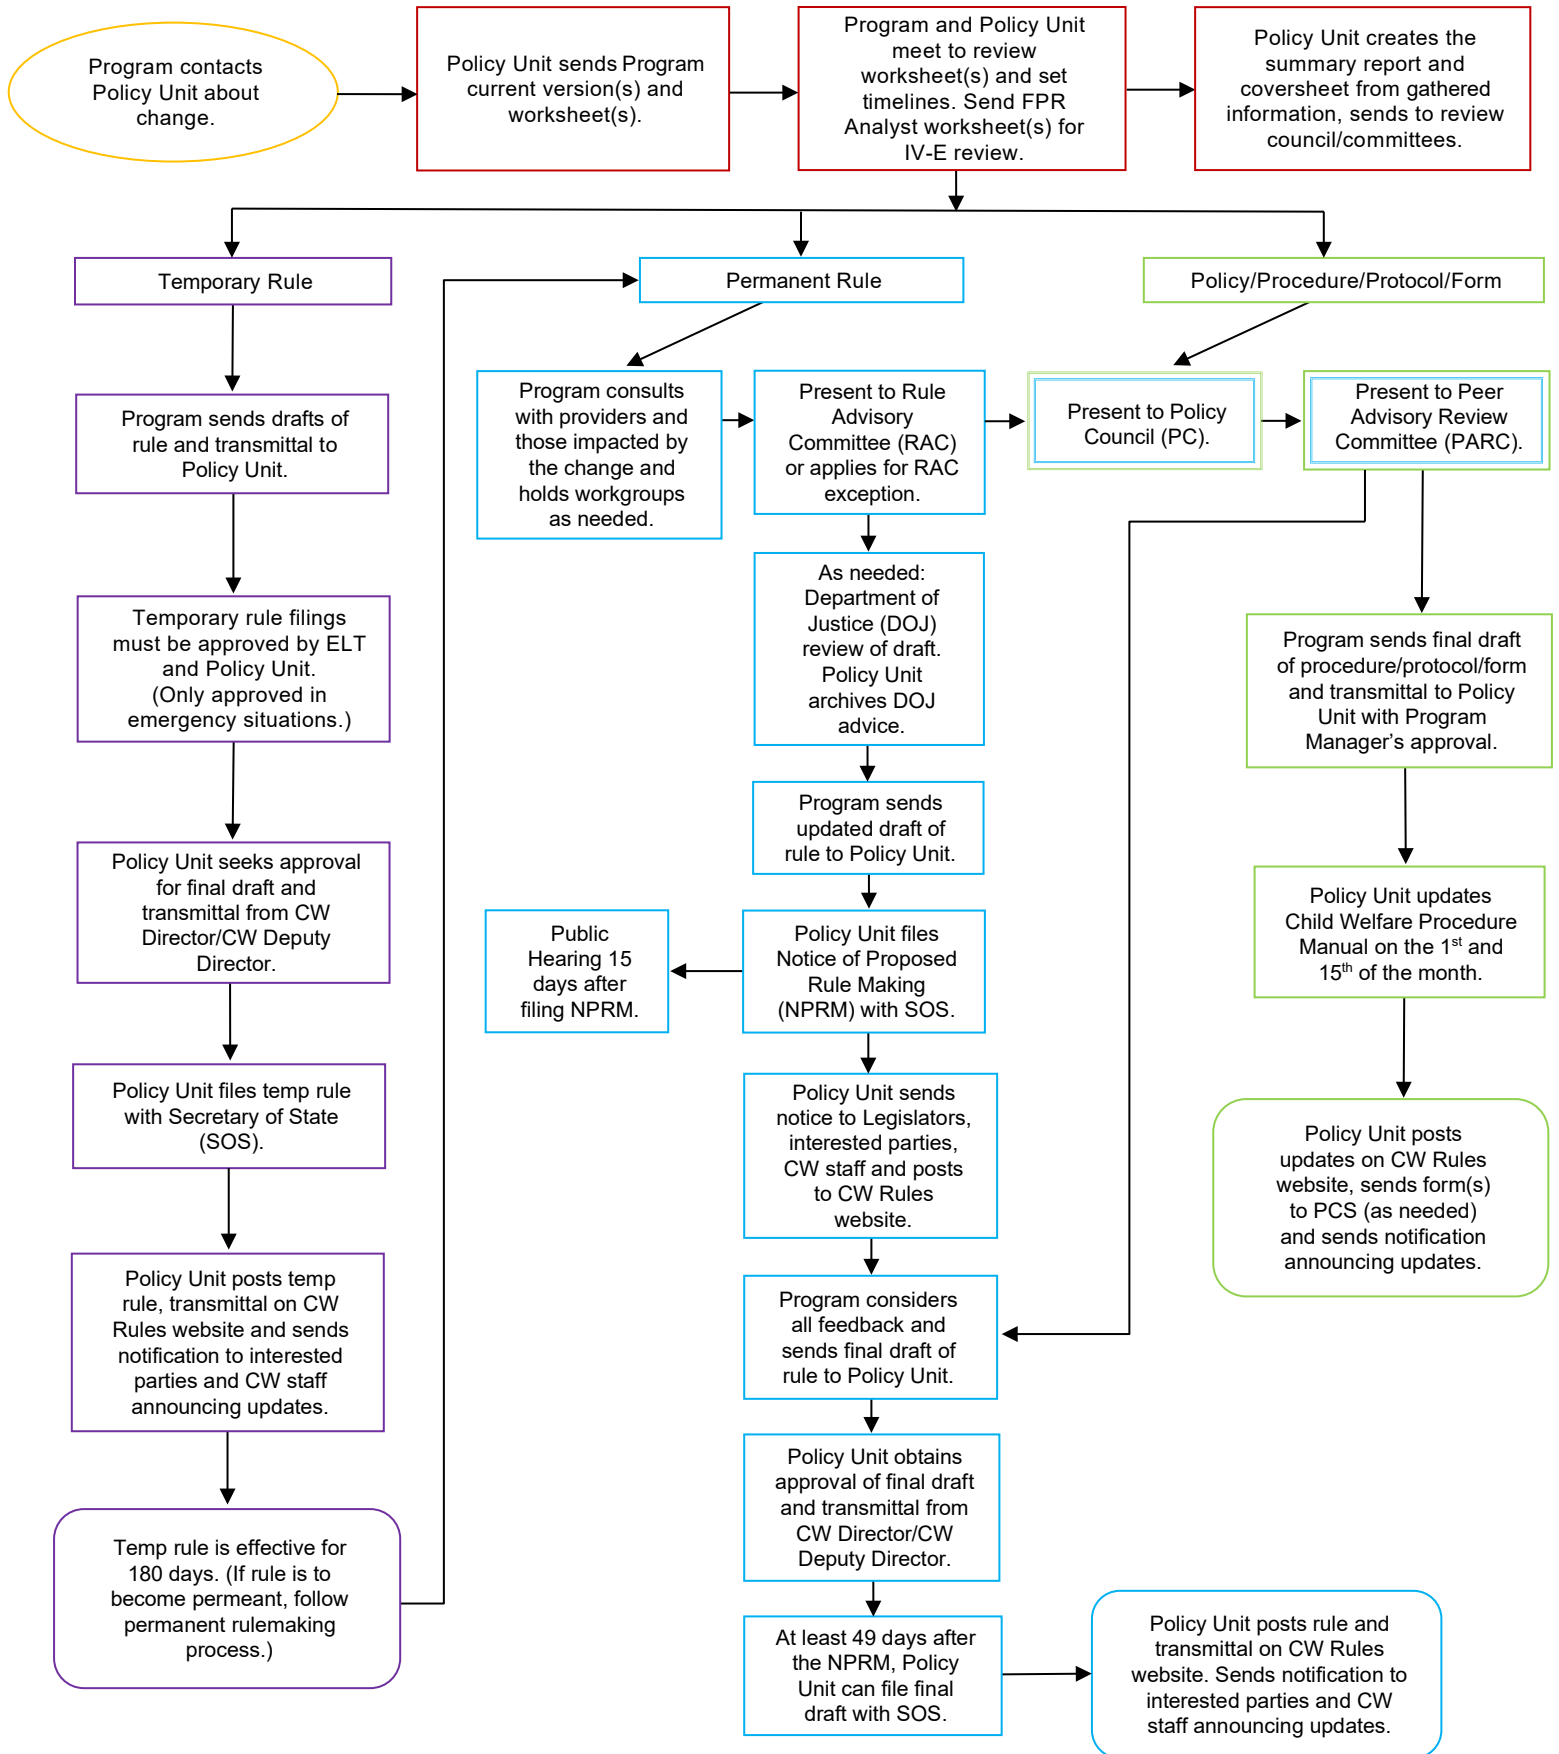 Program contacts
Policy Unit about
change.
Policy Unit sends Program
current version(s) and
worksheet(s).
Program and Policy Unit
meet to review
worksheet(s) and set
timelines. Send FPR
Analyst worksheet(s) for
IV-E review.
Policy Unit creates the
summary report and
coversheet from gathered
information, sends to review
council/committees.
Temporary Rule
Permanent Rule
Policy/Procedure/Protocol/Form
Program sends drafts of
rule and transmittal to
Policy Unit.
Temporary rule filings
must be approved by ELT
and Policy Unit.
(Only approved in
emergency situations.)
Policy Unit seeks approval
for final draft and
transmittal from CW
Director/CW Deputy
Director.
Policy Unit files temp rule
with Secretary of State
(SOS).
Policy Unit posts temp
rule, transmittal on CW
Rules website and sends
notification to interested
parties and CW staff
announcing updates.
Temp rule is effective for
180 days. (If rule is to
become permeant, follow
permanent rulemaking
process.)
Program consults
with providers and
those impacted by
the change and
holds workgroups
as needed.
Present to Rule
Advisory
Committee (RAC)
or applies for RAC
exception.
Present to Policy
Council (PC).
Present to Peer
Advisory Review
Committee (PARC).
As needed:
Department of
Justice (DOJ)
review of draft.
Policy Unit
archives DOJ
advice.
Program sends
updated draft of
rule to Policy Unit.
Policy Unit files
Notice of Proposed
Rule Making
(NPRM) with SOS.
Public
Hearing 15
days after
filing NPRM.
Policy Unit sends
notice to Legislators,
interested parties,
CW staff and posts
to CW Rules
website.
Program considers
all feedback and
sends final draft of
rule to Policy Unit.
Policy Unit obtains
approval of final draft
and transmittal from
CW Director/CW
Deputy Director.
At least 49 days after
the NPRM, Policy
Unit can file final
draft with SOS.
Policy Unit posts rule and
transmittal on CW Rules
website. Sends notification to
interested parties and CW
staff announcing updates.
Program sends final draft
of procedure/protocol/form
and transmittal to Policy
Unit with Program
Manager’s approval.
Policy Unit updates
Child Welfare Procedure
Manual on the 1st and
15th of the month.
Policy Unit posts
updates on CW Rules
website, sends form(s)
to PCS (as needed)
and sends notification
announcing updates.